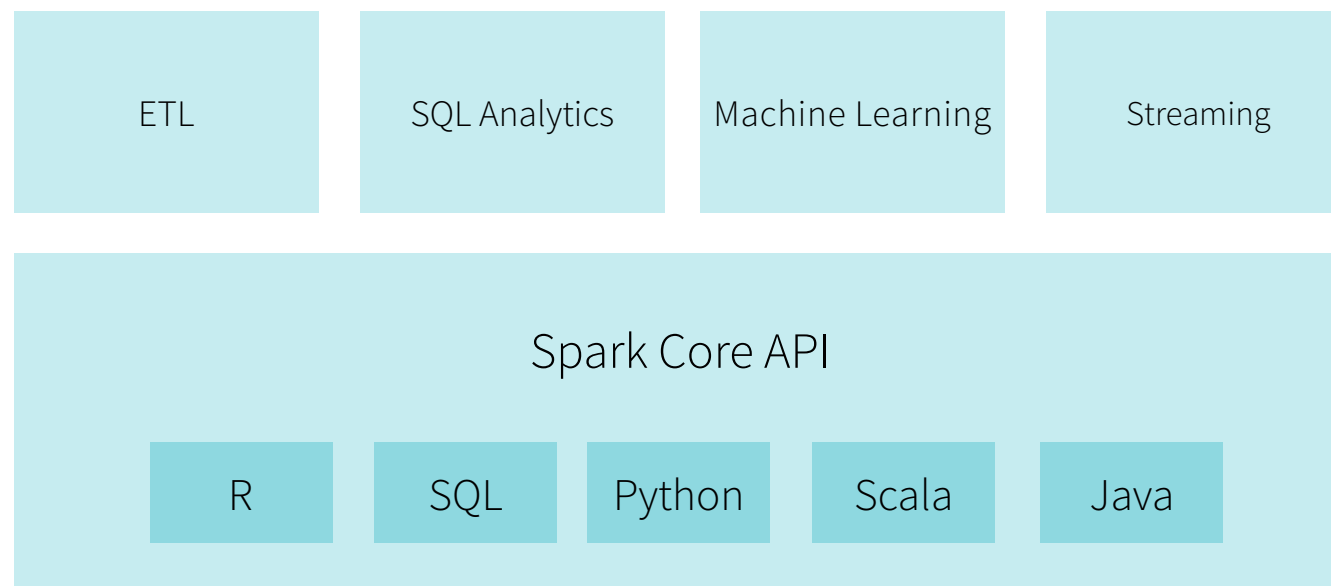 ETL
SQL Analytics
Machine Learning
Streaming
Spark Core API
R
SQL
Python
Scala
Java